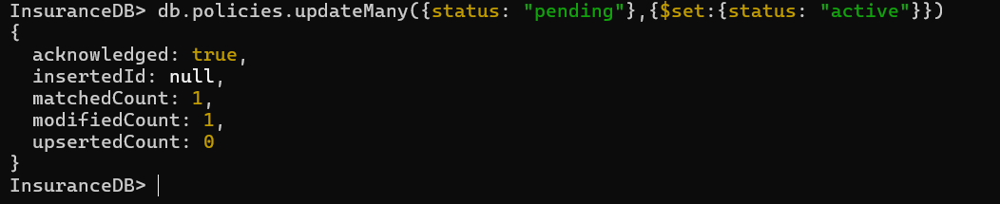 InsuranceDB> db.policies.updateMany({status: "pending"},{$set:{status: "active"}})
{
  acknowledged: true,
  insertedId: null,
  matchedCount: 1,
  modifiedCount: 1,
  upsertedCount: 0
}
InsuranceDB>